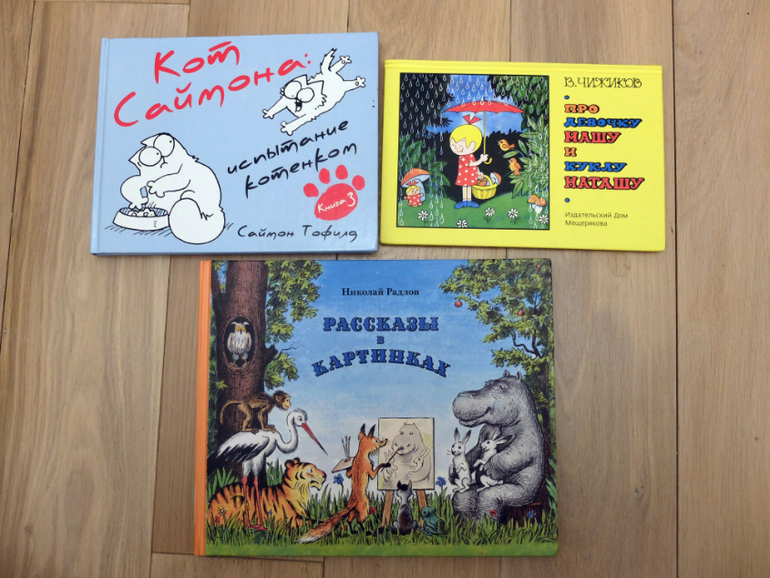 Кот
Саймона:
испытание
котенком
Книга 3
Саймон Тофилд
В. ЧИЖИКОВ
• ПРО
ДЕВОЧКУ
МАШУ И
КУКЛУ
НАТАШУ •
Издательский Дом
Мещерякова
Николай Радлов
РАССКАЗЫ
в
КАРТИНКАХ